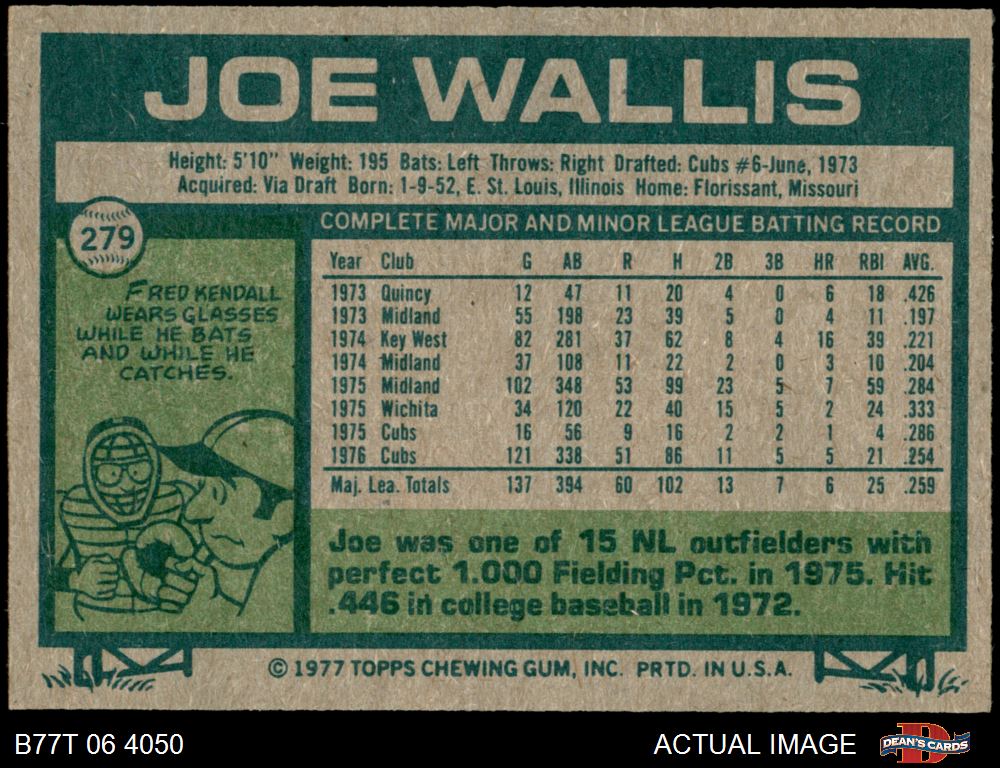 JOE WALLIS
Height: 5'10" Weight: 195 Bats: Left Throws: Right Drafted: Cubs #6-June, 1973
Acquired: Via Draft Born: 1-9-52, E. St. Louis, Illinois Home: Florissant, Missouri
279
FRED KENDALL
WEARS GLASSES
WHILE HE BATS
AND WHILE HE
CATCHES.
COMPLETE MAJOR AND MINOR LEAGUE BATTING RECORD
Year Club G AB R H 2B 3B HR RBI AVG.
1973 Quincy 12 47 11 20 4 0 6 18 .426
1973 Midland 55 198 23 39 5 0 4 11 .197
1974 Key West 82 281 37 62 8 4 16 39 .221
1974 Midland 37 108 11 22 2 0 3 10 .204
1975 Midland 102 348 53 99 23 5 7 59 .284
1975 Wichita 34 120 22 40 15 5 2 24 .333
1975 Cubs 16 56 9 16 2 2 1 4 .286
1976 Cubs 121 338 51 86 11 5 5 21 .254
Maj. Lea. Totals 137 394 60 102 13 7 6 25 .259
Joe was one of 15 NL outfielders with
perfect 1.000 Fielding Pct. in 1975. Hit
.446 in college baseball in 1972.
© 1977 TOPPS CHEWING GUM, INC. PRTD. IN U.S.A.
B77T 06 4050
ACTUAL IMAGE
D
DEAN'S CARDS